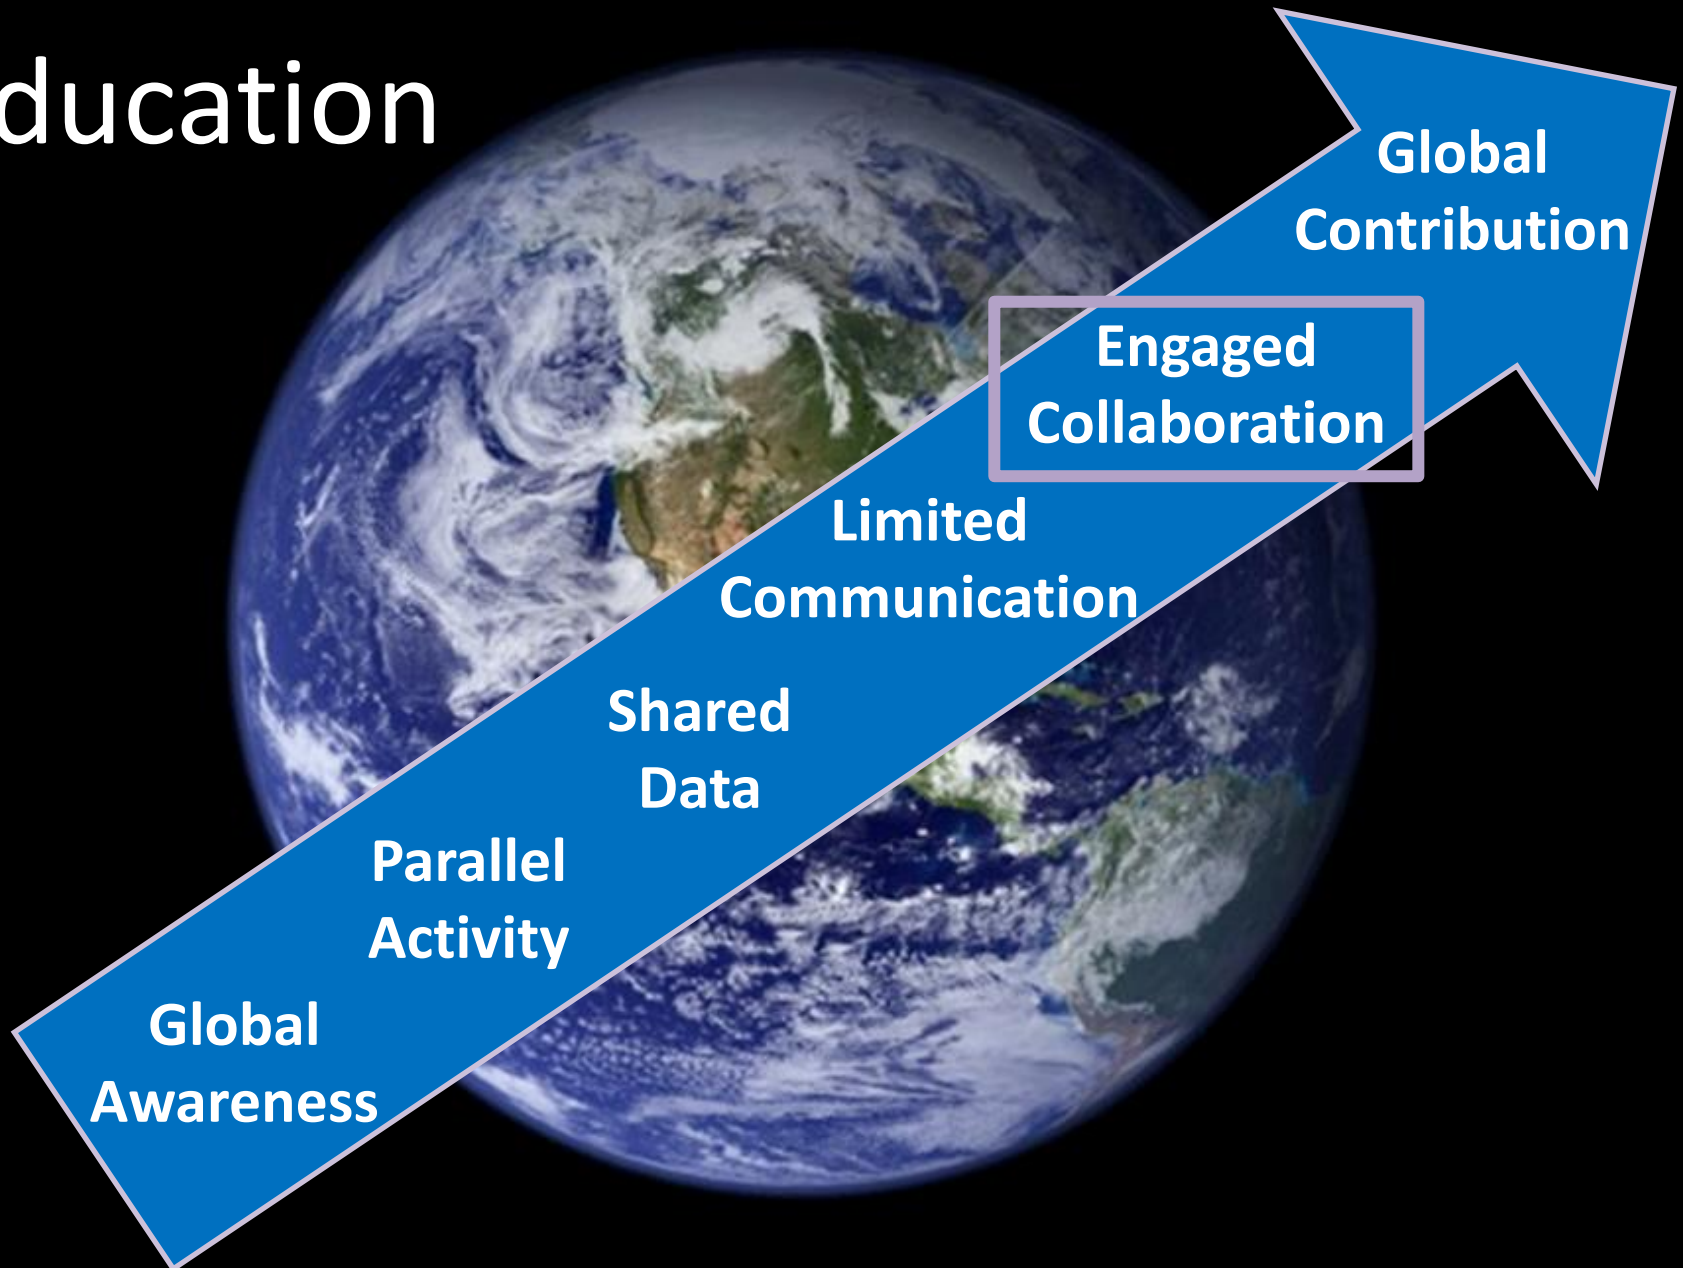 ducation
Global
Contribution
Engaged
Collaboration
Limited
Communication
Shared
Data
Parallel
Activity
Global
Awareness